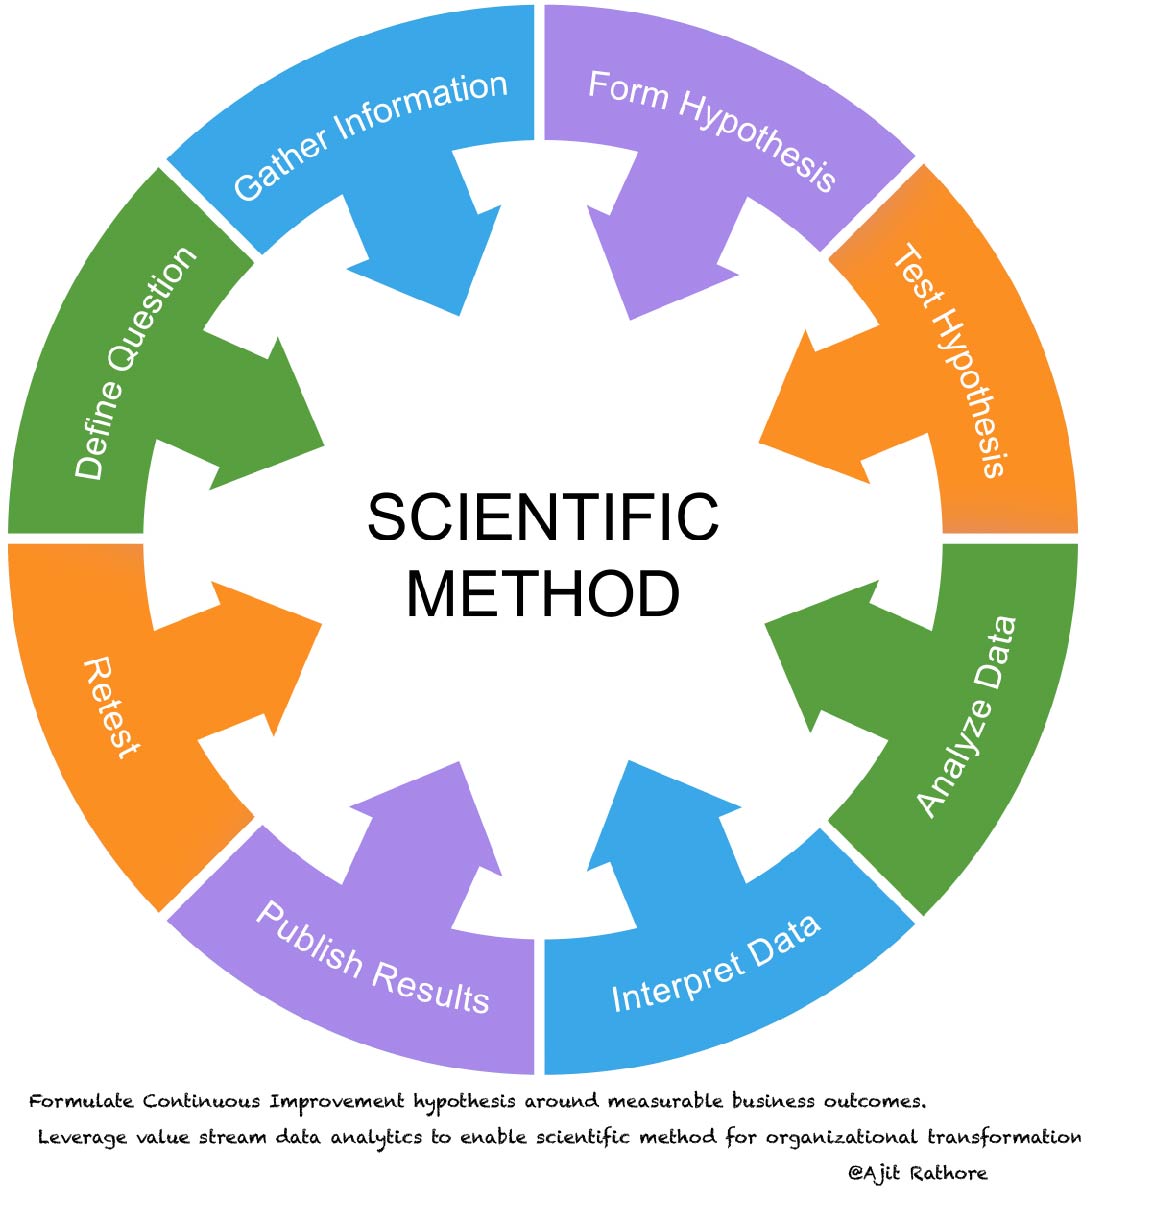 Gather Information
Form Hypothesis
Test Hypothesis
Analyze Data
Interpret Data
Publish Results
Retest
Define Question
SCIENTIFIC
METHOD
Formulate Continuous Improvement hypothesis around measurable business outcomes.
Leverage value stream data analytics to enable scientific method for organizational transformation
@Ajit Rathore